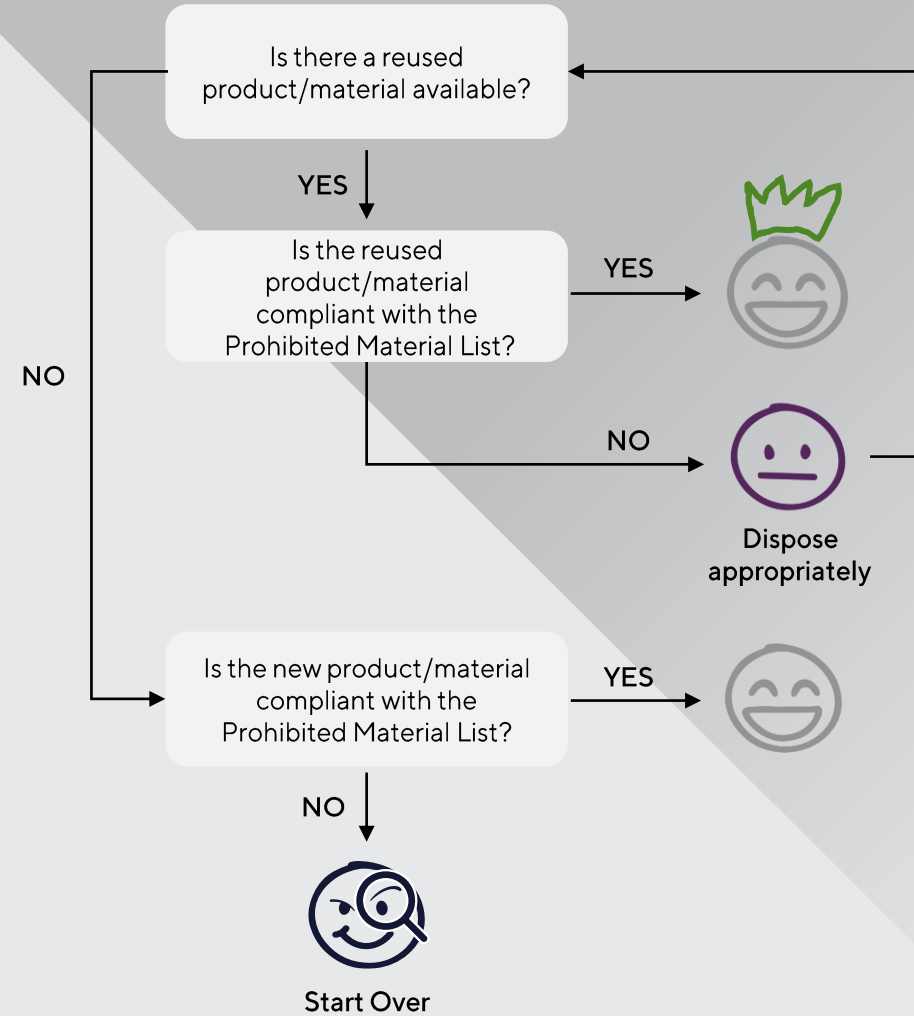 Is there a reused
product/material available?
YES
Is the reused
product/material
compliant with the
Prohibited Material List?
YES
NO
NO
Dispose
appropriately
Is the new product/material
compliant with the
Prohibited Material List?
YES
NO
Start Over